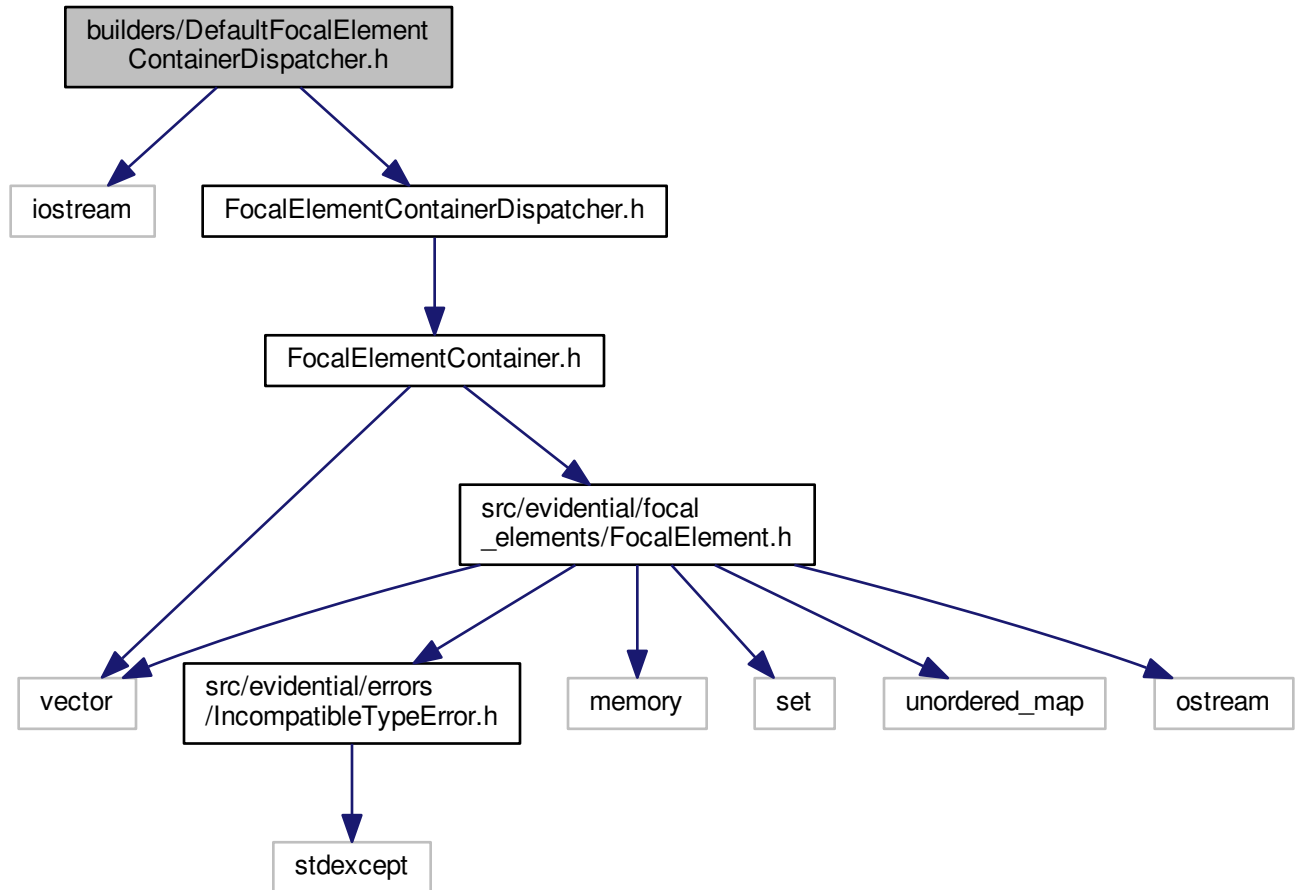 builders/DefaultFocalElement
ContainerDispatcher.h
iostream
FocalElementContainerDispatcher.h
FocalElementContainer.h
src/evidential/focal
_elements/FocalElement.h
vector
src/evidential/errors
/IncompatibleTypeError.h
memory
set
unordered_map
ostream
stdexcept